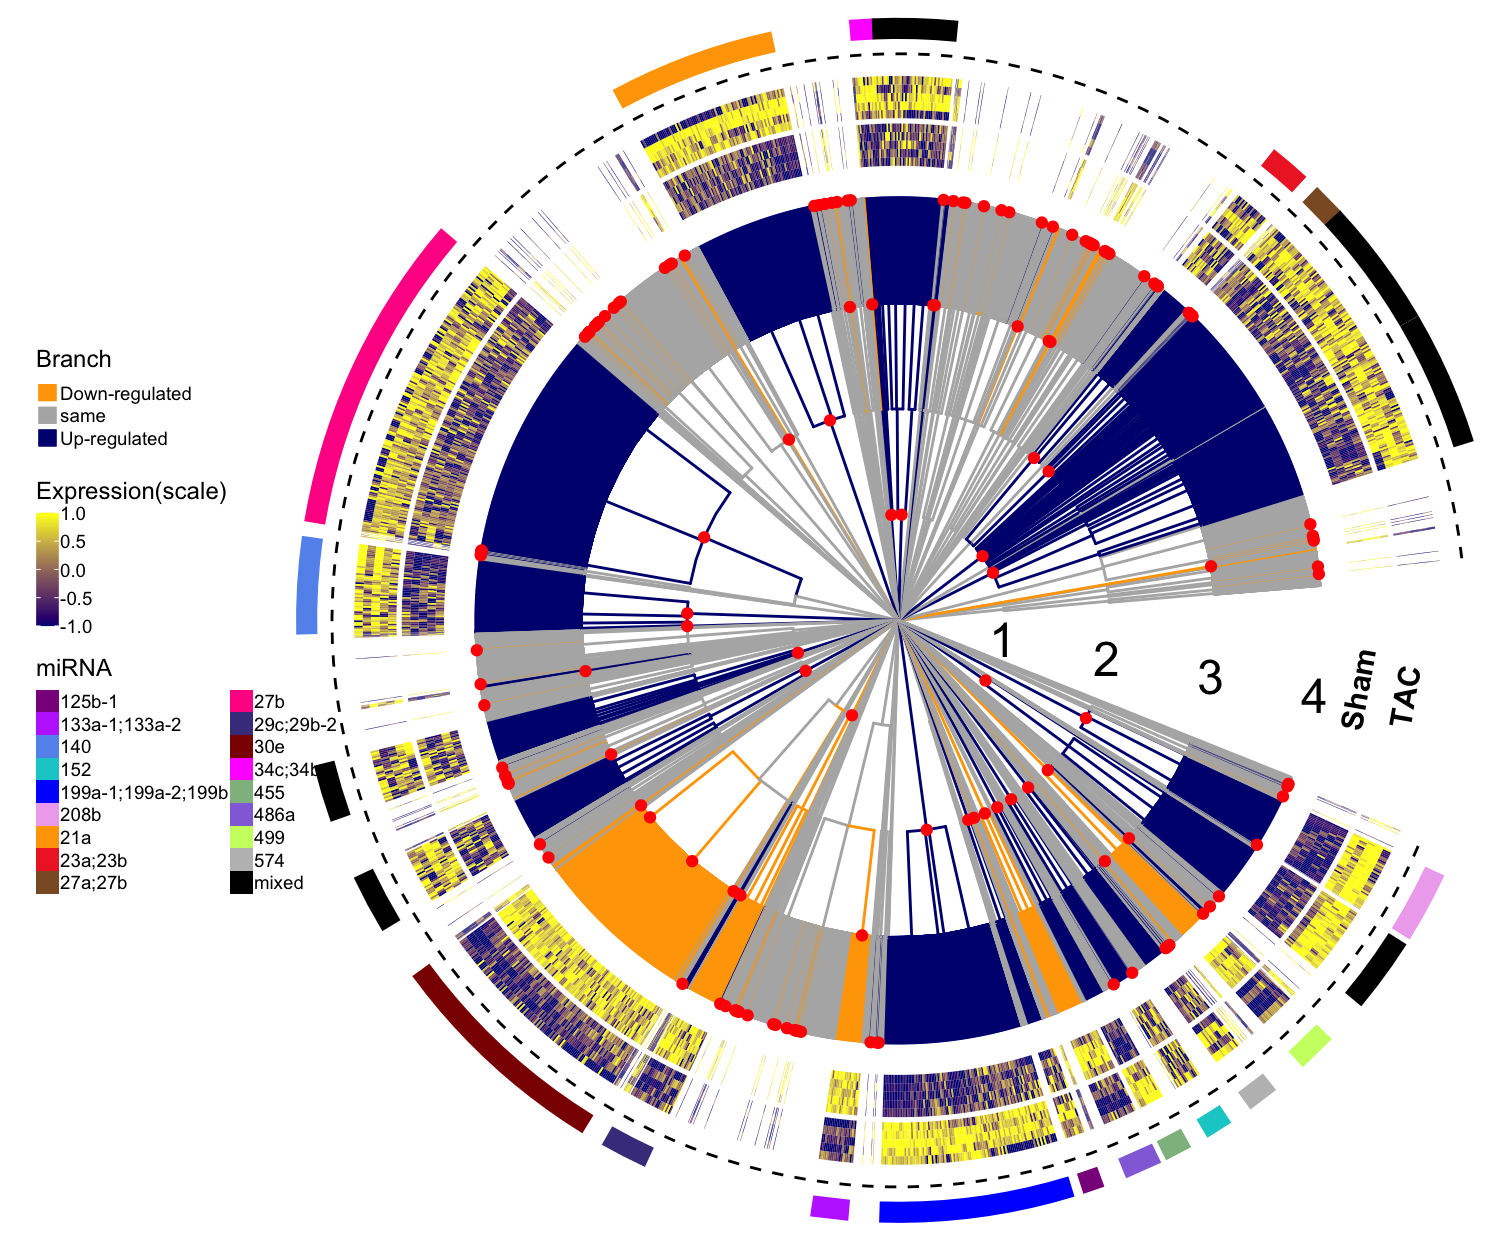 Branch
Down-regulated
same
Up-regulated
Expression(scale)
1.0
0.5
0.0
-0.5
-1.0
miRNA
125b-1
133a-1;133a-2
140
152
199a-1;199a-2;199b
208b
21a
23a;23b
27a;27b
27b
29c;29b-2
30e
34c;34b
455
486a
499
574
mixed
1
2
3
4
Sham
TAC